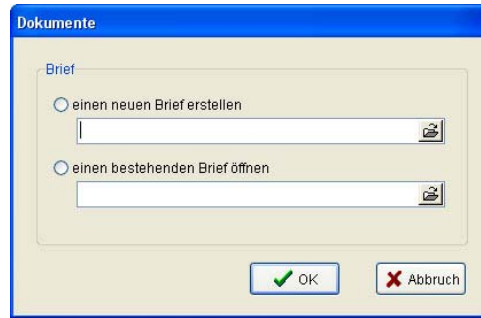 Dokumente
Brief
einen neuen Brief erstellen
einen bestehenden Brief öffnen
OK
Abbruch